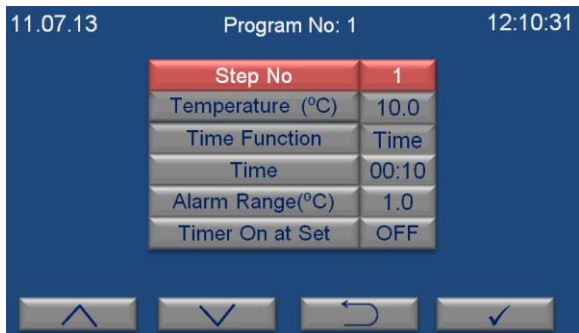 11.07.13 Program No: 1 12:10:31
Step No 1
Temperature (ºC) 10.0
Time Function Time
Time 00:10
Alarm Range(ºC) 1.0
Timer On at Set OFF